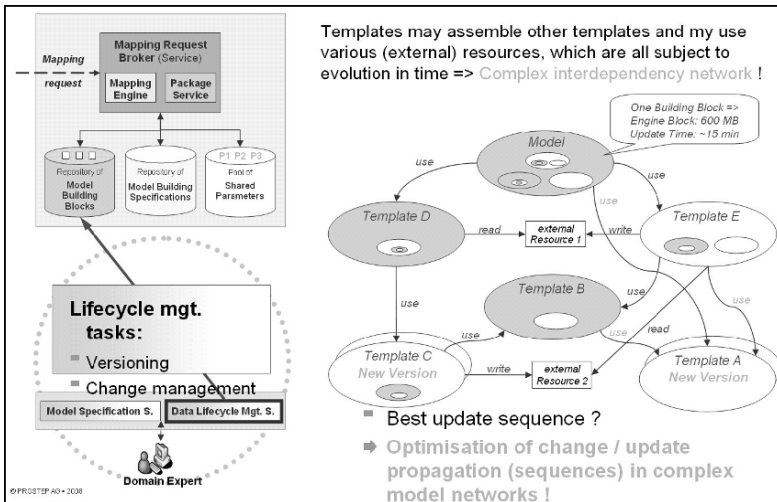 Mapping Request
Broker (Service)
Mapping
request
Mapping
Engine
Package
Service
P1 P2 P3
Repository of
Model
Building
Blocks
Repository of
Model Building
Specifications
Pool of
Shared
Parameters
Lifecycle mgt.
tasks:
Versioning
Change management
Model Specification S.
Data Lifecycle Mgt. S.
Domain Expert
© PROSTEP AG • 2008
Templates may assemble other templates and my use
various (external) resources, which are all subject to
evolution in time => Complex interdependency network !
One Building Block =>
Engine Block: 600 MB
Update Time: ~15 min
Model
use
use
use
Template D
read
external
Resource 1
write
Template E
use
Template B
use
use
use
read
use
Template C
New Version
write
external
Resource 2
Template A
New Version
Best update sequence ?
Optimisation of change / update
propagation (sequences) in complex
model networks !